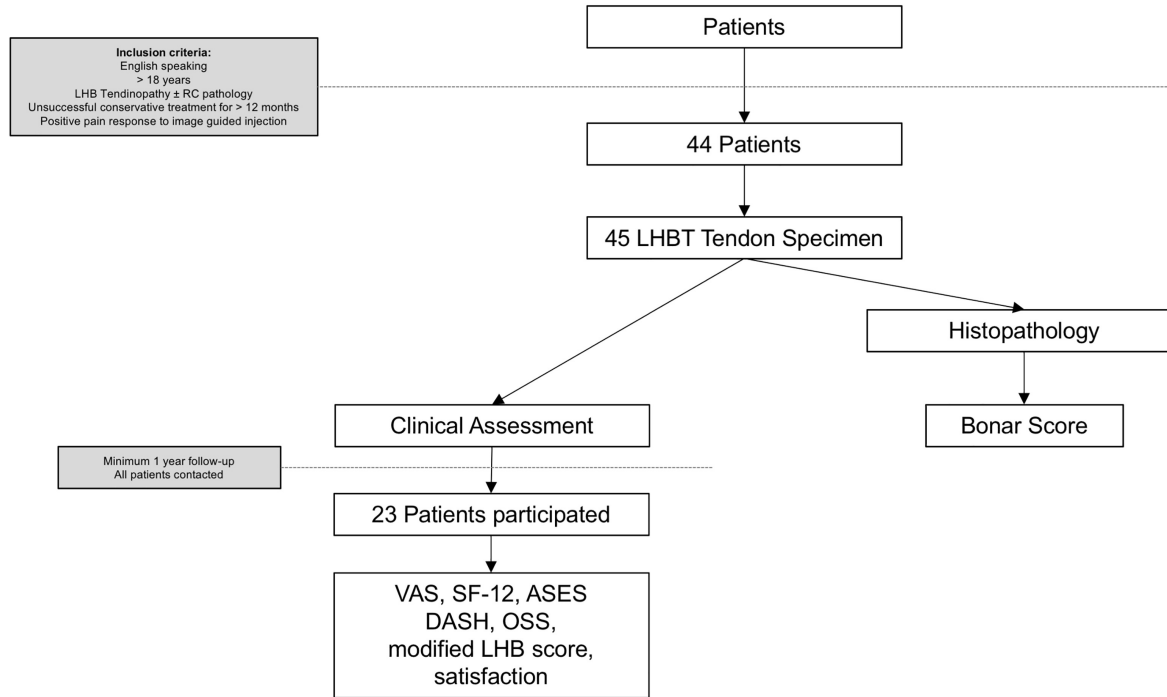 Patients
Inclusion criteria:
English speaking
> 18 years
LHB Tendinopathy ± RC pathology
Unsuccessful conservative treatment for > 12 months
Positive pain response to image guided injection
44 Patients
45 LHBT Tendon Specimen
Histopathology
Clinical Assessment
Bonar Score
Minimum 1 year follow-up
All patients contacted
23 Patients participated
VAS, SF-12, ASES
DASH, OSS,
modified LHB score,
satisfaction